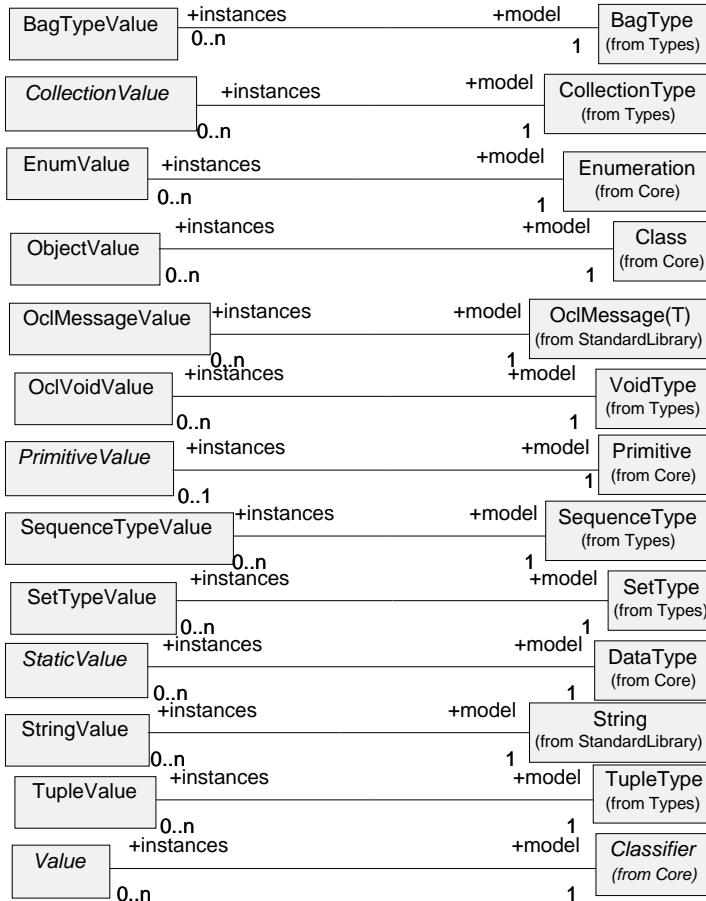 BagTypeValue +instances 0..n +model 1 BagType
(from Types)
CollectionValue +instances 0..n +model 1 CollectionType
(from Types)
EnumValue +instances 0..n +model 1 Enumeration
(from Core)
ObjectValue +instances 0..n +model 1 Class
(from Core)
OclMessageValue +instances 0..n +model 1 OclMessage(T)
(from StandardLibrary)
OclVoidValue +instances 0..n +model 1 VoidType
(from Types)
PrimitiveValue +instances 0..1 +model 1 Primitive
(from Core)
SequenceTypeValue +instances 0..n +model 1 SequenceType
(from Types)
SetTypeValue +instances 0..n +model 1 SetType
(from Types)
StaticValue +instances 0..n +model 1 DataType
(from Core)
StringValue +instances 0..n +model 1 String
(from StandardLibrary)
TupleValue +instances 0..n +model 1 TupleType
(from Types)
Value +instances 0..n +model 1 Classifier
(from Core)